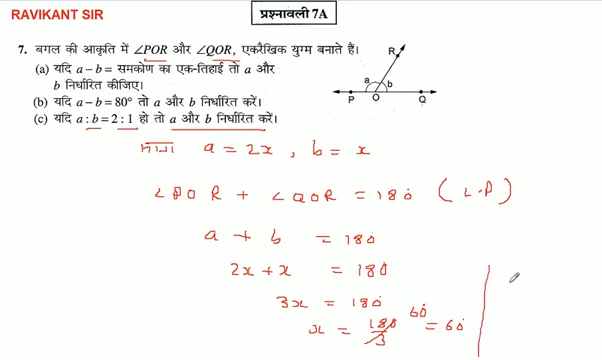 RAVIKANT SIR
प्रश्नावली 7A
7. बगल की आकृति में ∠POR और ∠QOR, एकरैखिक युग्म बनाते हैं।
(a) यदि a – b = समकोण का एक-तिहाई तो a और
b निर्धारित कीजिए।
(b) यदि a – b = 80° तो a और b निर्धारित करें।
(c) यदि a : b = 2 : 1 हो तो a और b निर्धारित करें।
R
a b
P O Q
माना a = 2x , b = x
∠POR + ∠QOR = 180° (L.P)
a + b = 180°
2x + x = 180°
3x = 180°
x = 180°/3 60° = 60°